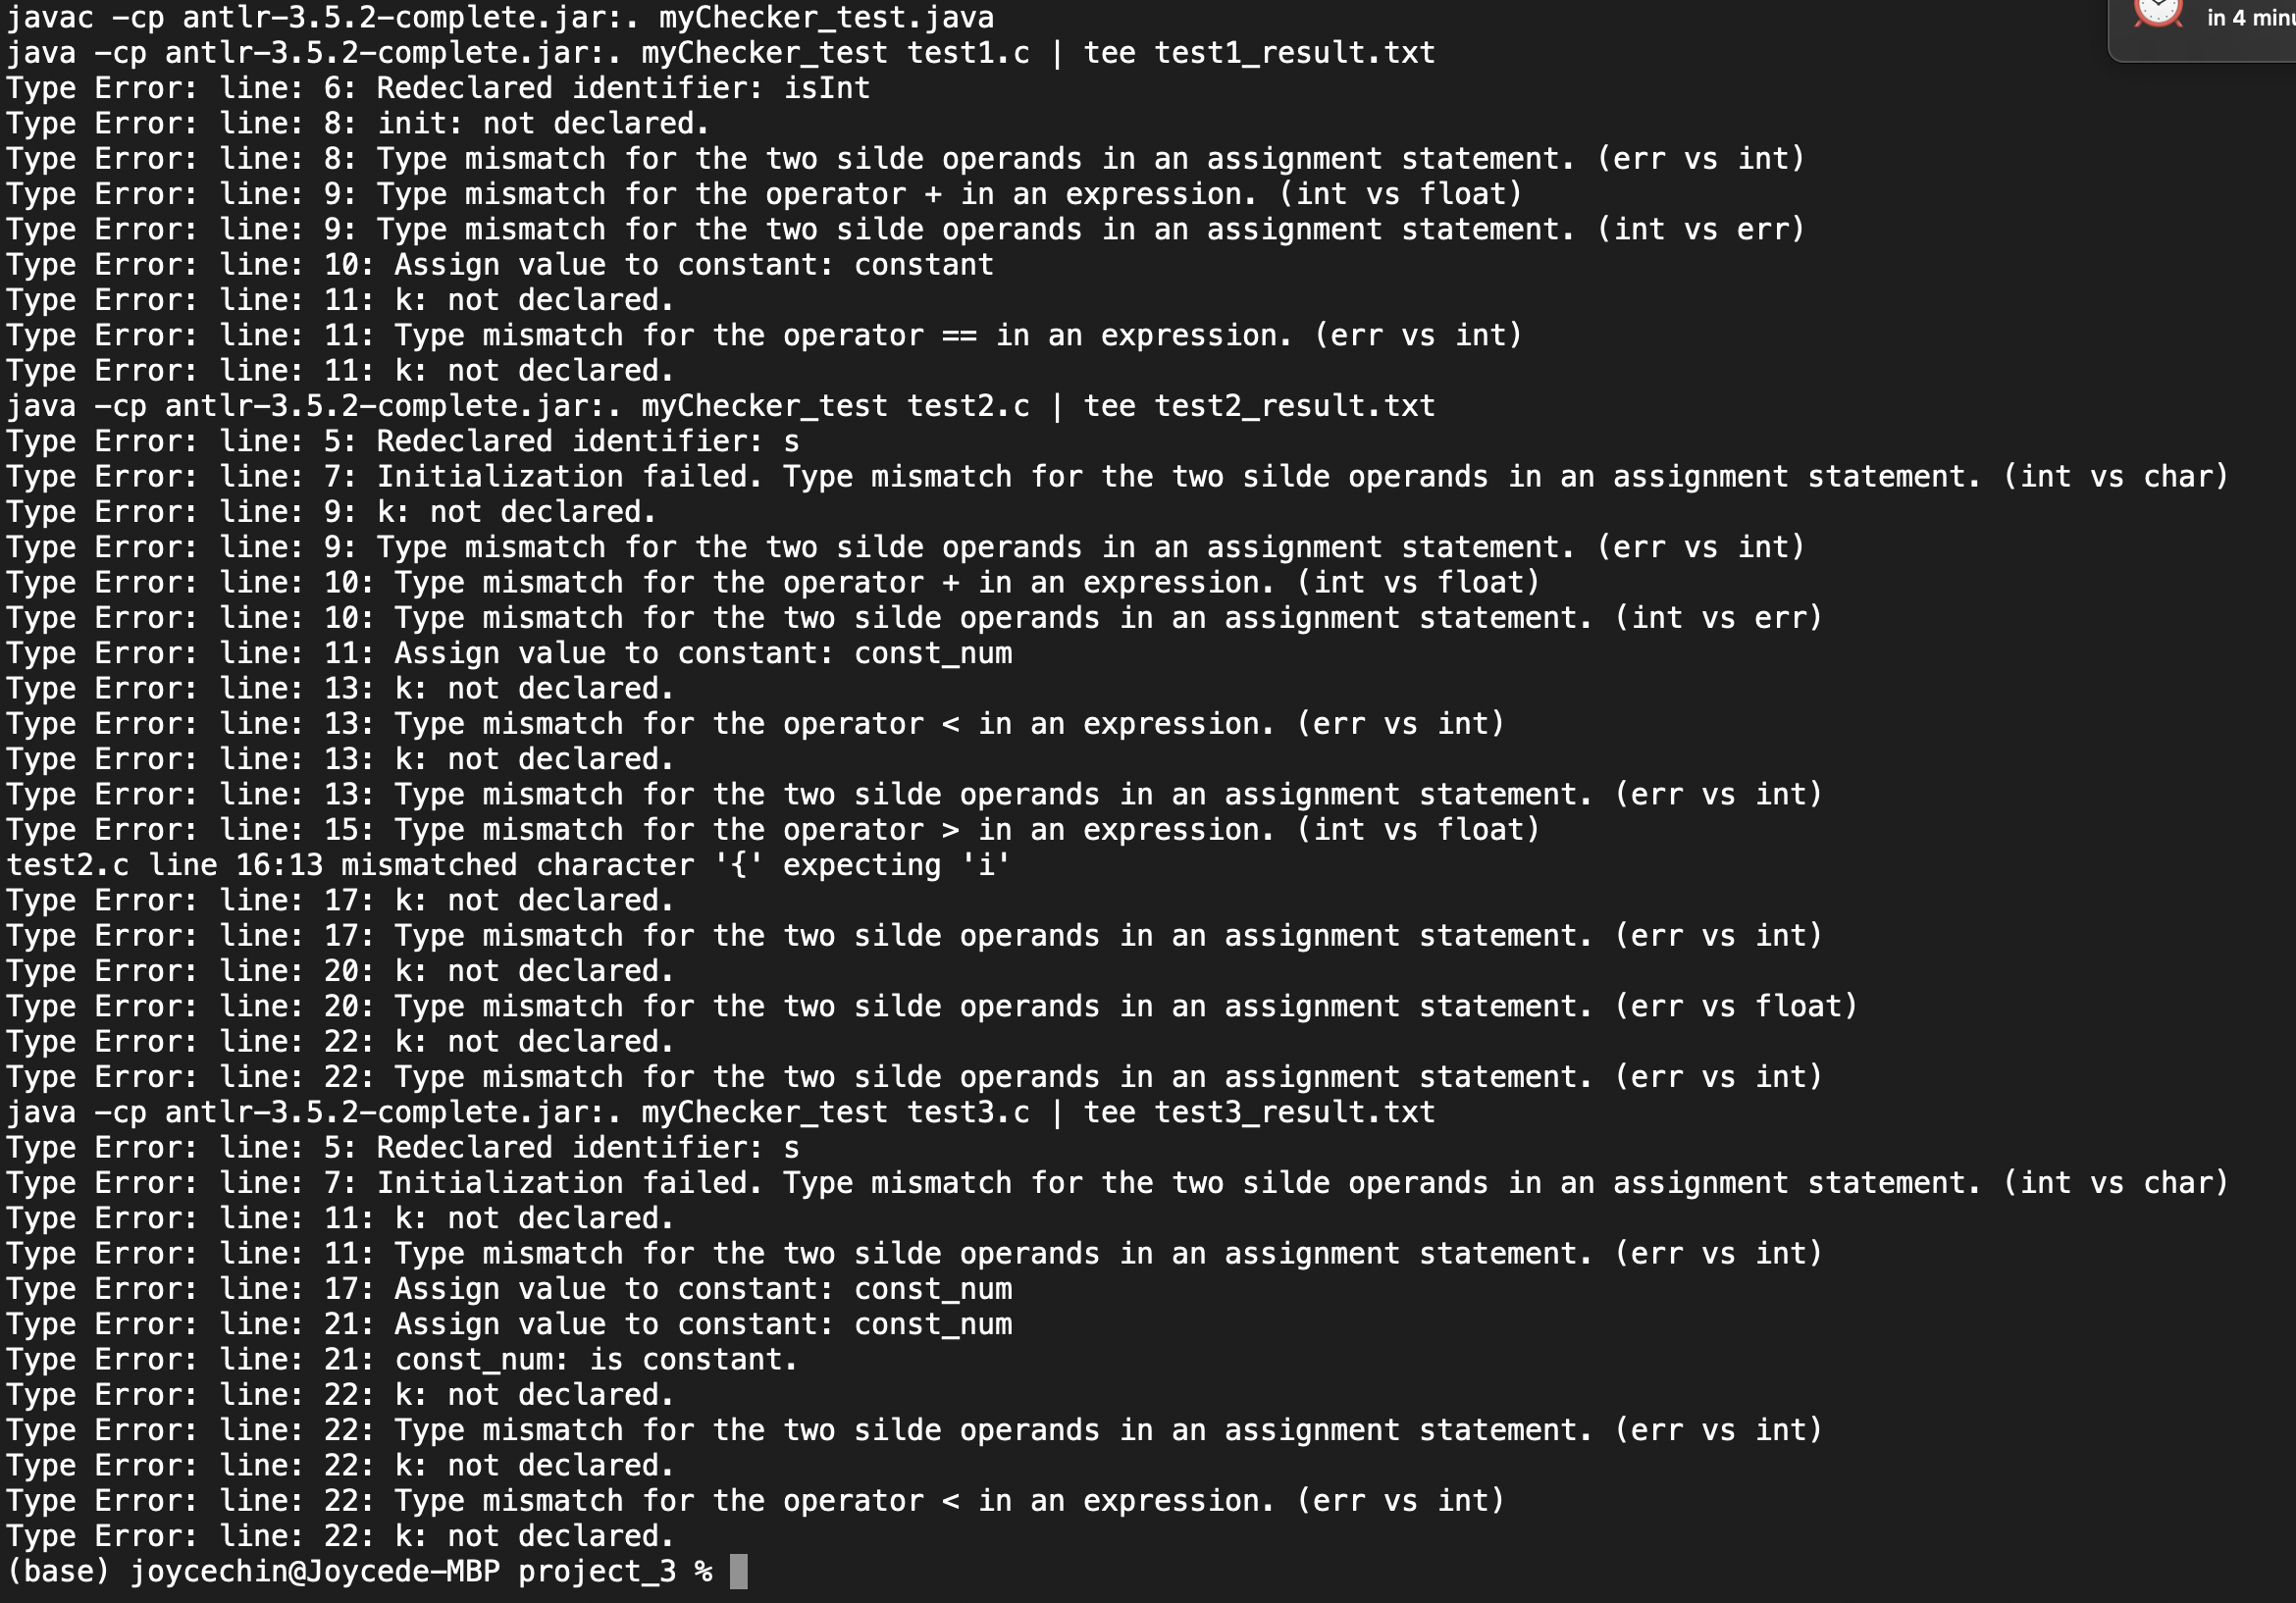 javac -cp antlr-3.5.2-complete.jar:. myChecker_test.java
in 4 minu
java -cp antlr-3.5.2-complete.jar:. myChecker_test test1.c | tee test1_result.txt
Type Error: line: 6: Redeclared identifier: isInt
Type Error: line: 8: init: not declared.
Type Error: line: 8: Type mismatch for the two silde operands in an assignment statement. (err vs int)
Type Error: line: 9: Type mismatch for the operator + in an expression. (int vs float)
Type Error: line: 9: Type mismatch for the two silde operands in an assignment statement. (int vs err)
Type Error: line: 10: Assign value to constant: constant
Type Error: line: 11: k: not declared.
Type Error: line: 11: Type mismatch for the operator == in an expression. (err vs int)
Type Error: line: 11: k: not declared.
java -cp antlr-3.5.2-complete.jar:. myChecker_test test2.c | tee test2_result.txt
Type Error: line: 5: Redeclared identifier: s
Type Error: line: 7: Initialization failed. Type mismatch for the two silde operands in an assignment statement. (int vs char)
Type Error: line: 9: k: not declared.
Type Error: line: 9: Type mismatch for the two silde operands in an assignment statement. (err vs int)
Type Error: line: 10: Type mismatch for the operator + in an expression. (int vs float)
Type Error: line: 10: Type mismatch for the two silde operands in an assignment statement. (int vs err)
Type Error: line: 11: Assign value to constant: const_num
Type Error: line: 13: k: not declared.
Type Error: line: 13: Type mismatch for the operator < in an expression. (err vs int)
Type Error: line: 13: k: not declared.
Type Error: line: 13: Type mismatch for the two silde operands in an assignment statement. (err vs int)
Type Error: line: 15: Type mismatch for the operator > in an expression. (int vs float)
test2.c line 16:13 mismatched character '{' expecting 'i'
Type Error: line: 17: k: not declared.
Type Error: line: 17: Type mismatch for the two silde operands in an assignment statement. (err vs int)
Type Error: line: 20: k: not declared.
Type Error: line: 20: Type mismatch for the two silde operands in an assignment statement. (err vs float)
Type Error: line: 22: k: not declared.
Type Error: line: 22: Type mismatch for the two silde operands in an assignment statement. (err vs int)
java -cp antlr-3.5.2-complete.jar:. myChecker_test test3.c | tee test3_result.txt
Type Error: line: 5: Redeclared identifier: s
Type Error: line: 7: Initialization failed. Type mismatch for the two silde operands in an assignment statement. (int vs char)
Type Error: line: 11: k: not declared.
Type Error: line: 11: Type mismatch for the two silde operands in an assignment statement. (err vs int)
Type Error: line: 17: Assign value to constant: const_num
Type Error: line: 21: Assign value to constant: const_num
Type Error: line: 21: const_num: is constant.
Type Error: line: 22: k: not declared.
Type Error: line: 22: Type mismatch for the two silde operands in an assignment statement. (err vs int)
Type Error: line: 22: k: not declared.
Type Error: line: 22: Type mismatch for the operator < in an expression. (err vs int)
Type Error: line: 22: k: not declared.
(base) joycechin@Joycede-MBP project_3 %